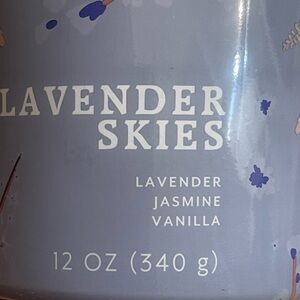 LAVENDER
SKIES
LAVENDER
JASMINE
VANILLA
12 OZ (340 g)